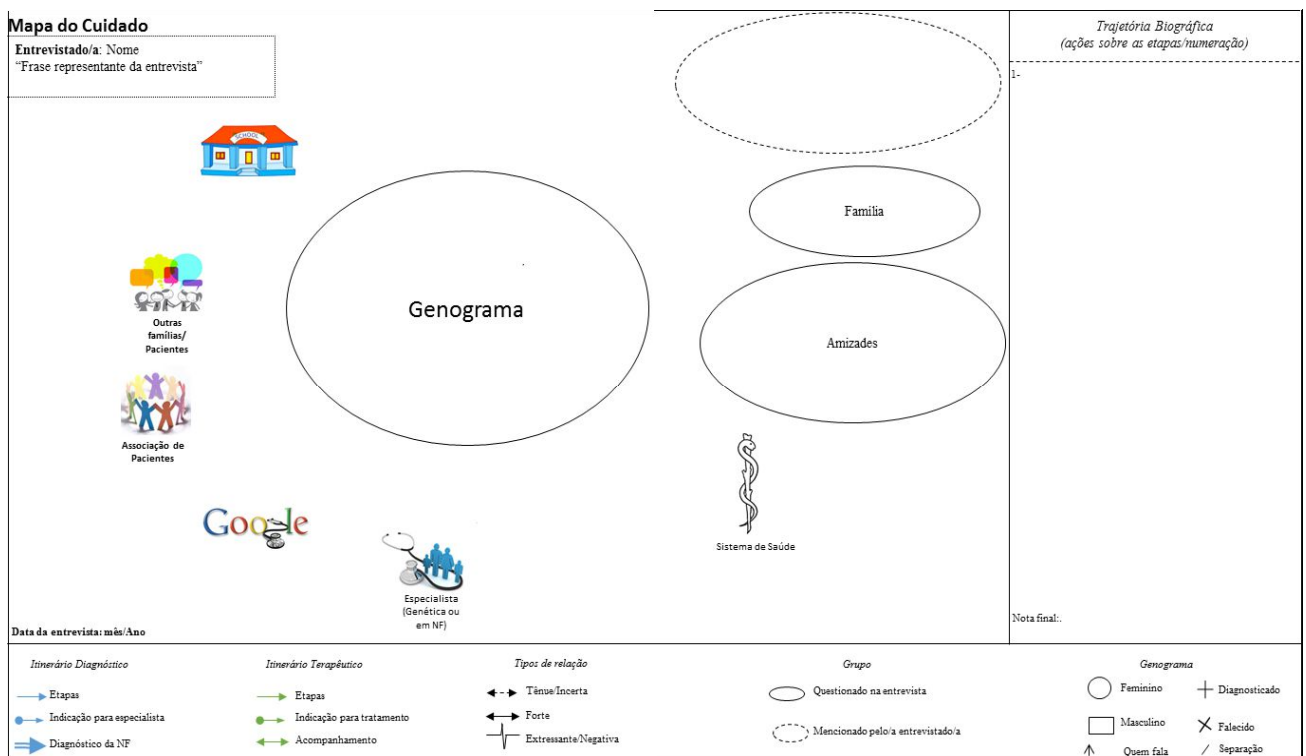 Mapa do Cuidado
Entrevistado/a: Nome
“Frase representante da entrevista”
SCHOOL
Outras
famílias/
Pacientes
Associação de
Pacientes
Google
Especialista
(Genética ou
em NF)
Data da entrevista: mês/Ano
Genograma
Família
Amizades
Sistema de Saúde
Trajetória Biográfica
(ações sobre as etapas/numeração)
1-
Nota final:.
Itinerário Diagnóstico
Etapas
Indicação para especialista
Diagnóstico da NF
Itinerário Terapêutico
Etapas
Indicação para tratamento
Acompanhamento
Tipos de relação
Tênue/Incerta
Forte
Extressante/Negativa
Grupo
Questionado na entrevista
Mencionado pelo/a entrevistado/a
Genograma
Feminino
Diagnosticado
Masculino
Falecido
Quem fala
Separação